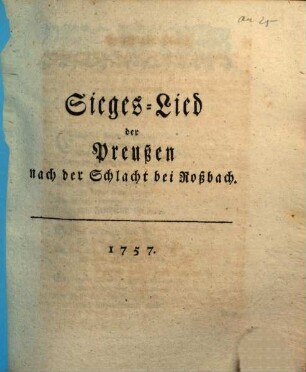 Sieges-Lied
der
Preußen
nach der Schlacht bei Roßbach.
1757.